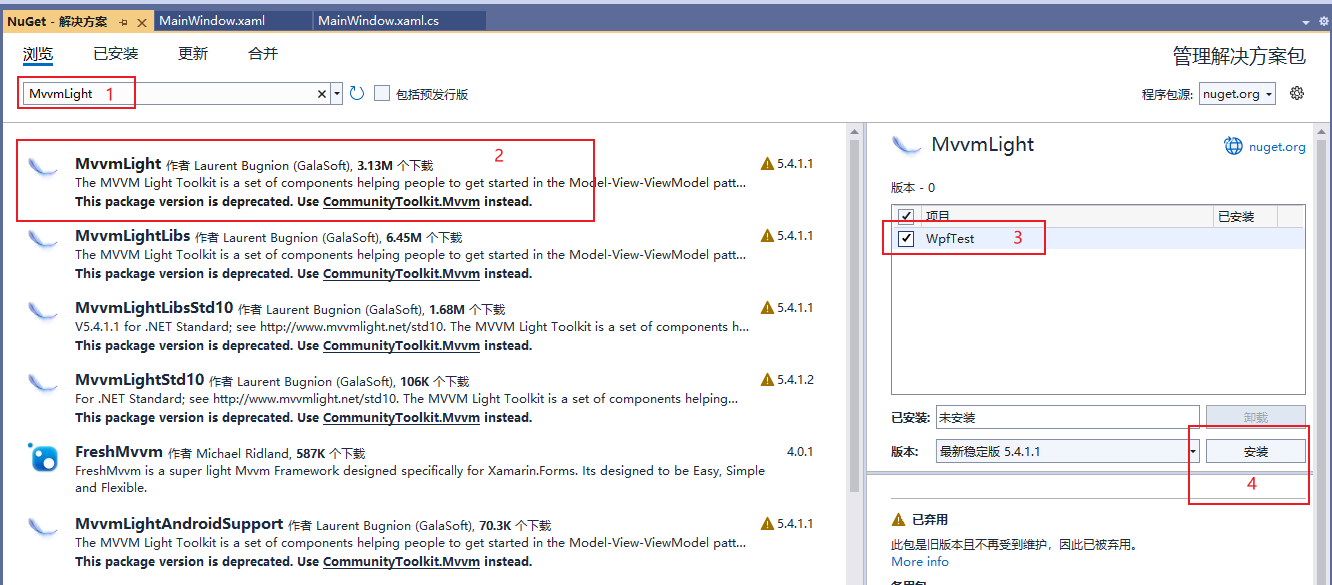 NuGet - 解决方案
MainWindow.xaml
MainWindow.xaml.cs
浏览 已安装 更新 合并
管理解决方案包
MvvmLight 1
包括预发行版
程序包源: nuget.org
MvvmLight 作者 Laurent Bugnion (GalaSoft), 3.13M 个下载 2 5.4.1.1
The MVVM Light Toolkit is a set of components helping people to get started in the Model-View-ViewModel patt...
This package version is deprecated. Use CommunityToolkit.Mvvm instead.
MvvmLightLibs 作者 Laurent Bugnion (GalaSoft), 6.45M 个下载 5.4.1.1
The MVVM Light Toolkit is a set of components helping people to get started in the Model-View-ViewModel patt...
This package version is deprecated. Use CommunityToolkit.Mvvm instead.
MvvmLightLibsStd10 作者 Laurent Bugnion (GalaSoft), 1.68M 个下载 5.4.1.1
V5.4.1.1 for .NET Standard; see http://www.mvvmlight.net/std10. The MVVM Light Toolkit is a set of components h...
This package version is deprecated. Use CommunityToolkit.Mvvm instead.
MvvmLightStd10 作者 Laurent Bugnion (GalaSoft), 106K 个下载 5.4.1.2
For .NET Standard; see http://www.mvvmlight.net/std10. The MVVM Light Toolkit is a set of components helping...
This package version is deprecated. Use CommunityToolkit.Mvvm instead.
FreshMvvm 作者 Michael Ridland, 587K 个下载 4.0.1
FreshMvvm is a super light Mvvm Framework designed specifically for Xamarin.Forms. Its designed to be Easy, Simple
and Flexible.
MvvmLightAndroidSupport 作者 Laurent Bugnion (GalaSoft), 70.3K 个下载 5.4.1.1
The MVVM Light Toolkit is a set of components helping people to get started in the Model-View-ViewModel patt...
This package version is deprecated. Use CommunityToolkit.Mvvm instead.
MvvmLight
nuget.org
版本 - 0
项目 已安装
WpfTest 3
已安装: 未安装 卸载
版本: 最新稳定版 5.4.1.1 安装
4
已弃用
此包是旧版本且不再受到维护，因此已被弃用。
More info